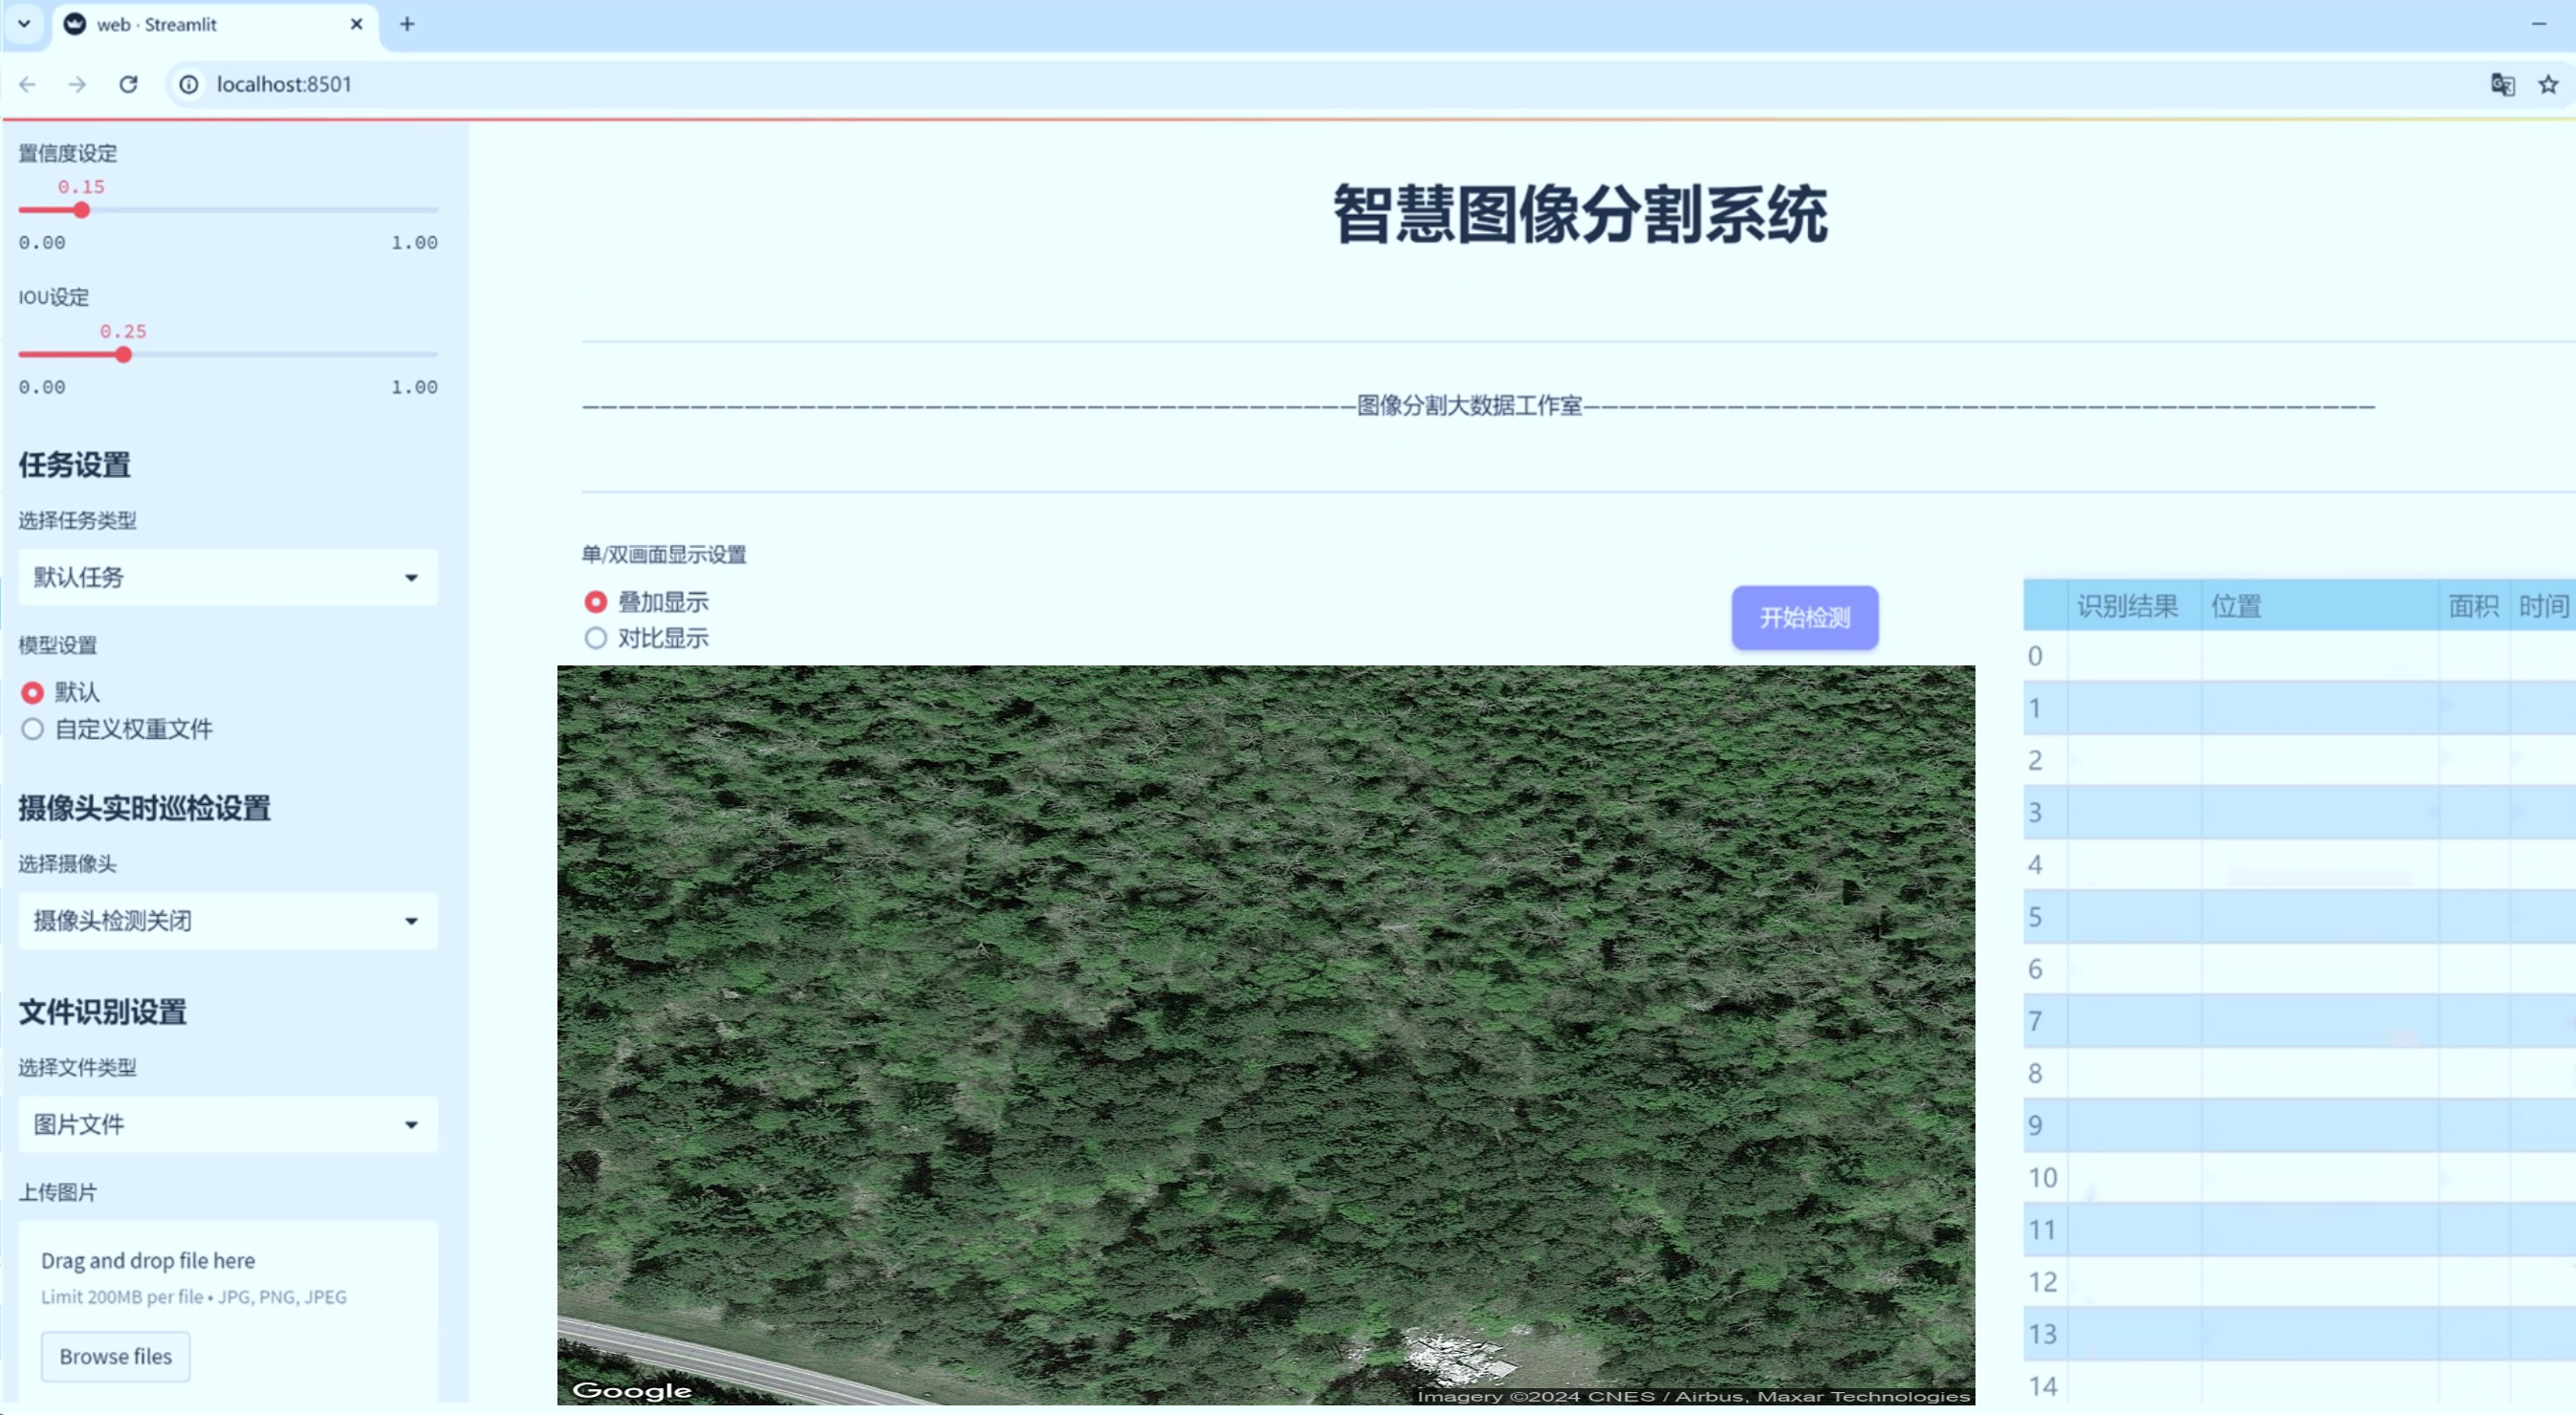 web · Streamlit
localhost:8501
置信度设定
0.15
0.00 1.00
IOU设定
0.25
0.00 1.00
任务设置
选择任务类型
默认任务
模型设置
默认
自定义权重文件
摄像头实时巡检设置
选择摄像头
摄像头检测关闭
文件识别设置
选择文件类型
图片文件
上传图片
Drag and drop file here
Limit 200MB per file • JPG, PNG, JPEG
Browse files
智慧图像分割系统
图像分割大数据工作室
单/双画面显示设置
叠加显示
对比显示
开始检测
Google
Imagery ©2024 CNES / Airbus, Maxar Technologies
识别结果 位置 面积 时间
0
1
2
3
4
5
6
7
8
9
10
11
12
13
14